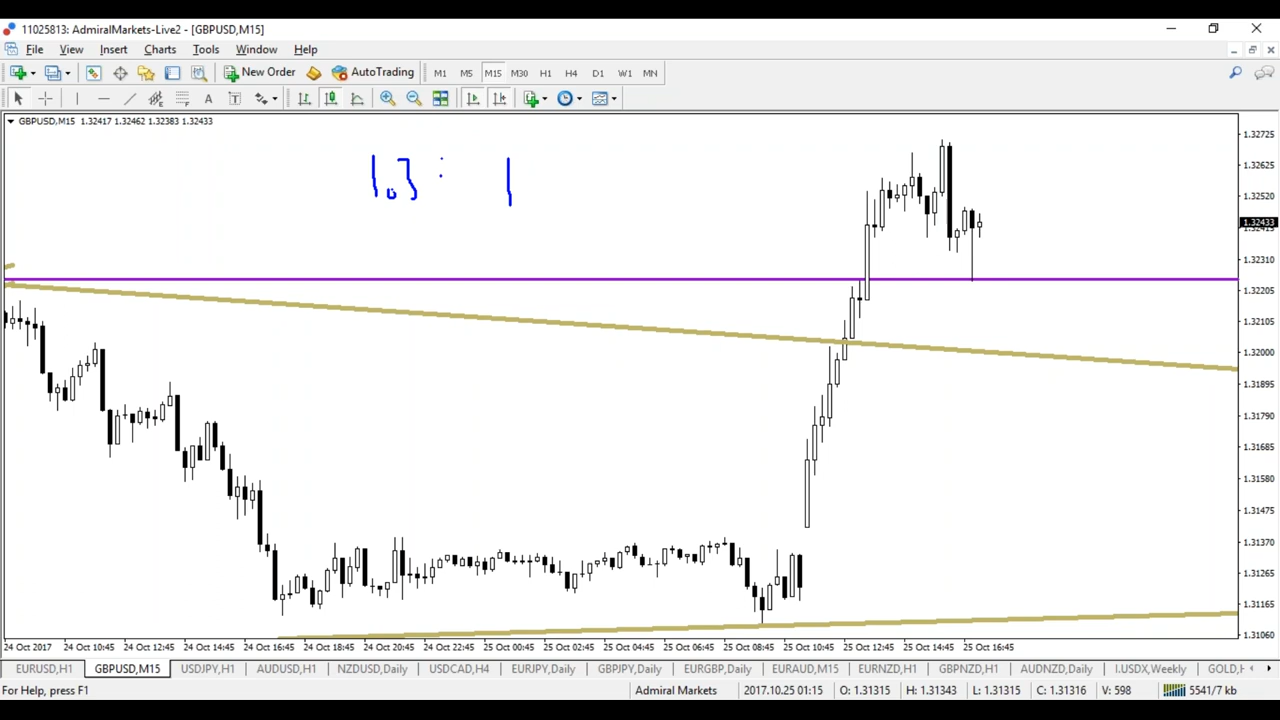 11025813: AdmiralMarkets-Live2 - [GBPUSD,M15]
File View Insert Charts Tools Window Help
New Order AutoTrading M1 M5 M15 M30 H1 H4 D1 W1 MN
A T
GBPUSD,M15 1.32417 1.32462 1.32383 1.32433
1.3 : 1
1.32725
1.32625
1.32520
1.32433
1.32415
1.32310
1.32205
1.32105
1.32000
1.31895
1.31790
1.31685
1.31580
1.31475
1.31370
1.31265
1.31165
1.31060
24 Oct 2017 24 Oct 10:45 24 Oct 12:45 24 Oct 14:45 24 Oct 16:45 24 Oct 18:45 24 Oct 20:45 24 Oct 22:45 25 Oct 00:45 25 Oct 02:45 25 Oct 04:45 25 Oct 06:45 25 Oct 08:45 25 Oct 10:45 25 Oct 12:45 25 Oct 14:45 25 Oct 16:45
EURUSD,H1 GBPUSD,M15 USDJPY,H1 AUDUSD,H1 NZDUSD,Daily USDCAD,H4 EURJPY,Daily GBPJPY,Daily EURGBP,Daily EURAUD,M15 EURNZD,H1 GBPNZD,H1 AUDNZD,Daily I.USDX,Weekly GOLD,H
For Help, press F1 Admiral Markets 2017.10.25 01:15 O: 1.31315 H: 1.31343 L: 1.31315 C: 1.31316 V: 598 5541/7 kb